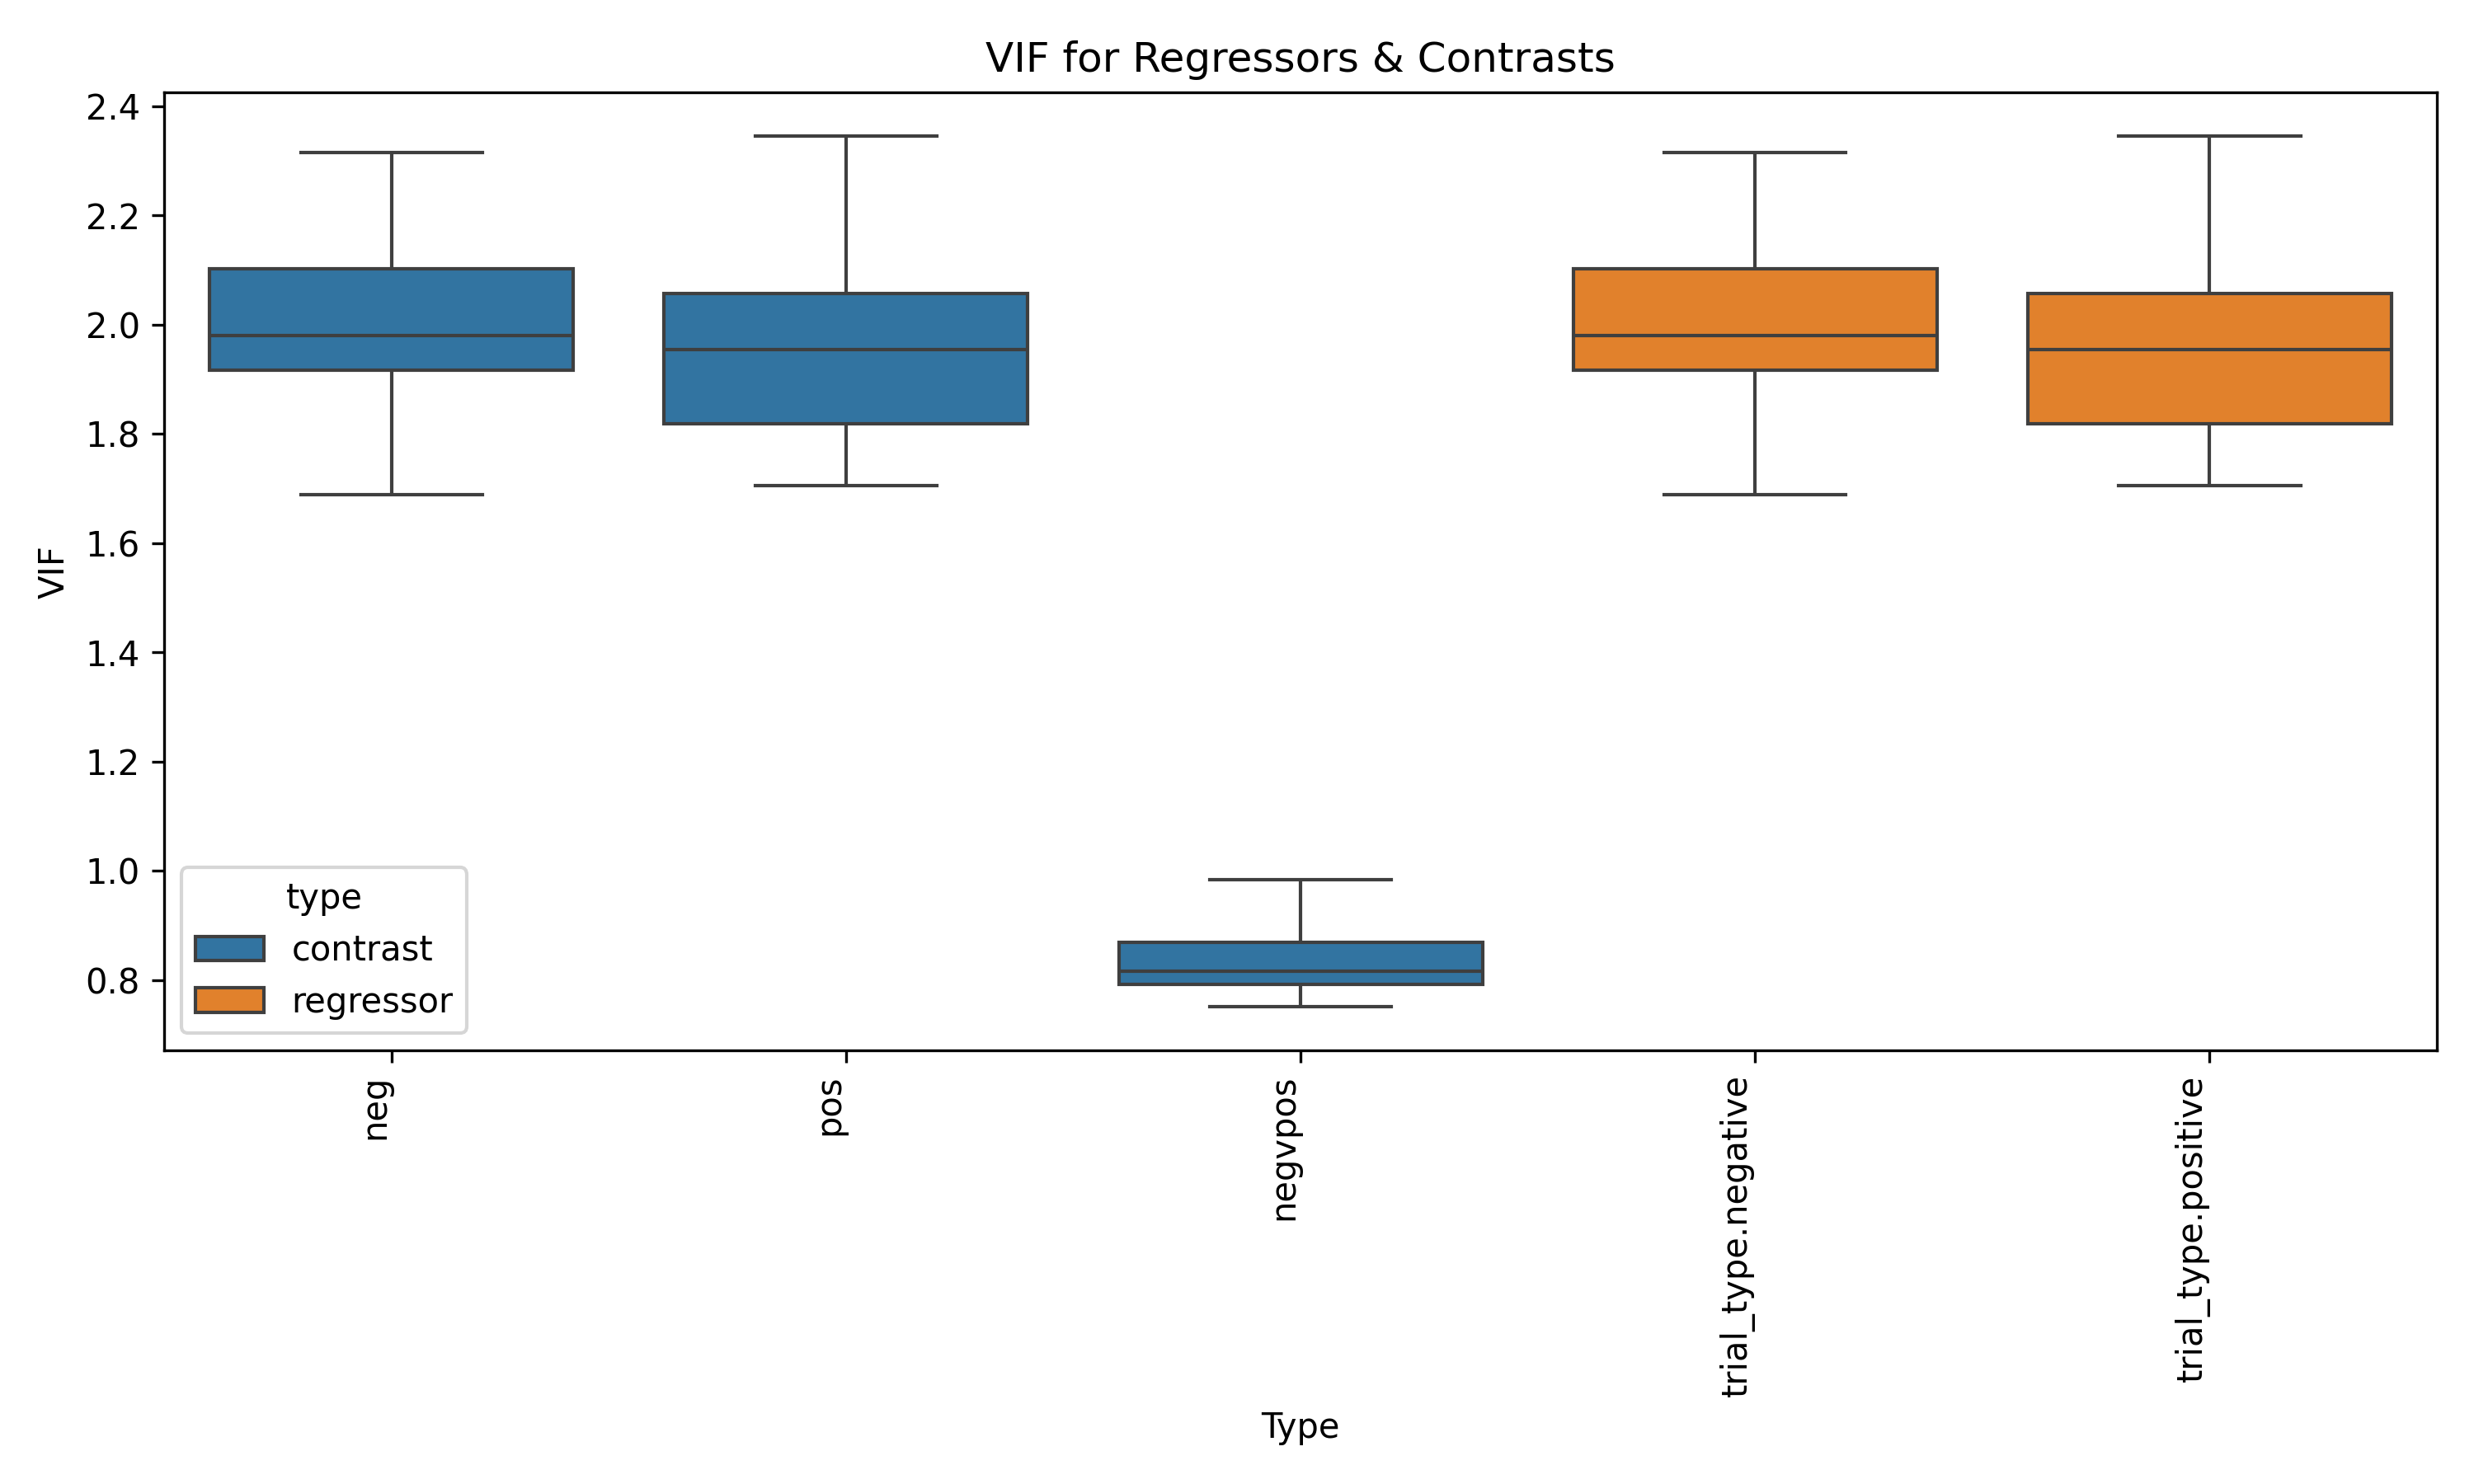 VIF for Regressors & Contrasts
2.4
2.2
2.0
1.8
1.6
1.4
1.2
1.0
0.8
VIF
type
contrast
regressor
neg
pos
negvpos
trial_type.negative
trial_type.positive
Type